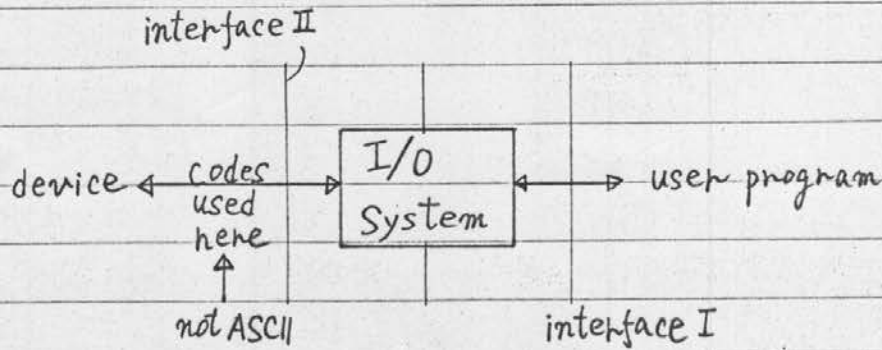 interface II
device
codes
used
here
I/O
System
user program
not ASCII
interface I